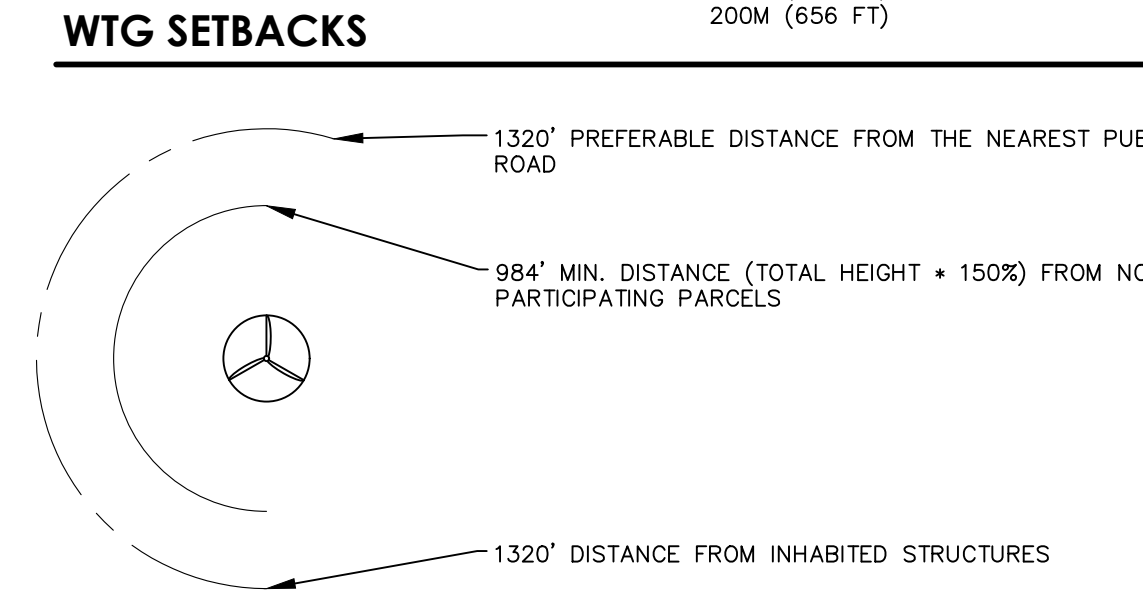 200M (656 FT)
WTG SETBACKS
1320' PREFERABLE DISTANCE FROM THE NEAREST
ROAD
984' MIN. DISTANCE (TOTAL HEIGHT * 150%) FROM
PARTICIPATING PARCELS
1320' DISTANCE FROM INHABITED STRUCTURES